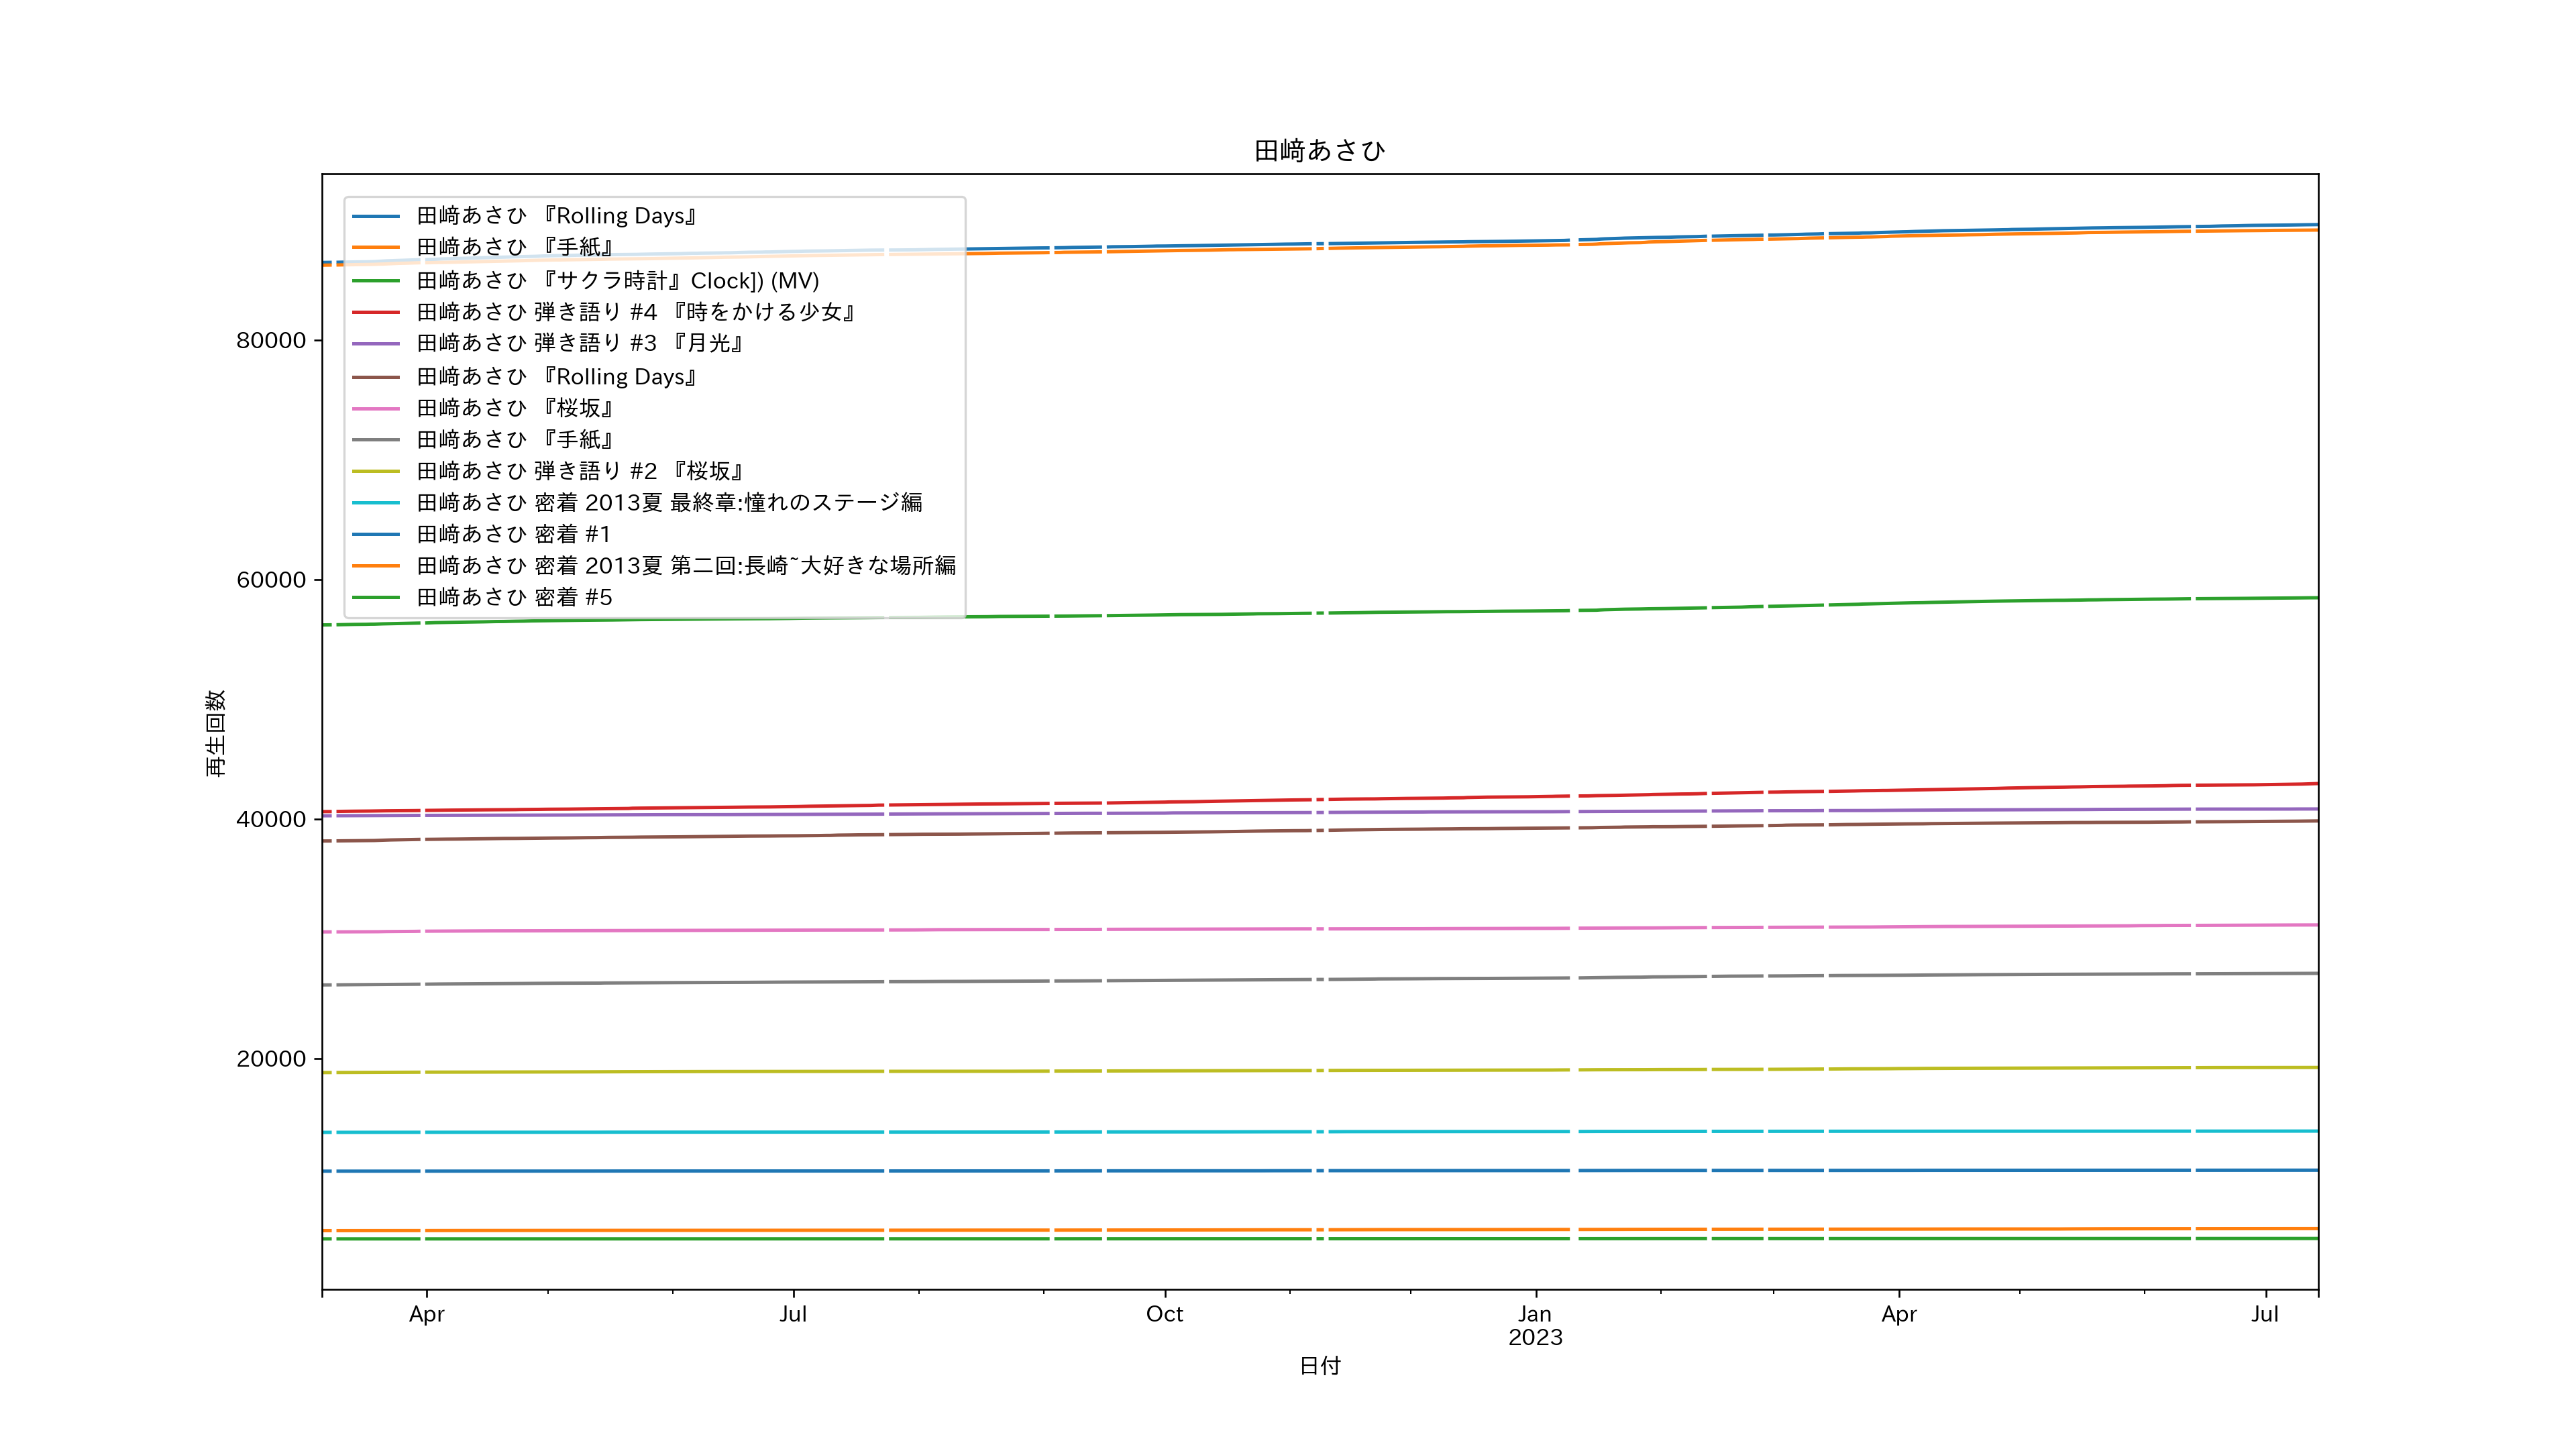 田﨑あさひ
田﨑あさひ 『Rolling Days』
田﨑あさひ 『手紙』
田﨑あさひ 『サクラ時計』Clock]) (MV)
田﨑あさひ 弾き語り #4 『時をかける少女』
田﨑あさひ 弾き語り #3 『月光』
田﨑あさひ 『Rolling Days』
田﨑あさひ 『桜坂』
田﨑あさひ 『手紙』
田﨑あさひ 弾き語り #2 『桜坂』
田﨑あさひ 密着 2013夏 最終章:憧れのステージ編
田﨑あさひ 密着 #1
田﨑あさひ 密着 2013夏 第二回:長崎~大好きな場所編
田﨑あさひ 密着 #5
80000
60000
40000
20000
再生回数
Apr
Jul
Oct
Jan
2023
Apr
Jul
日付